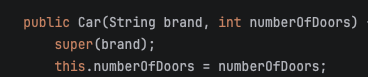 public Car(String brand, int numberOfDoors) {
super(brand);
this.numberOfDoors = numberOfDoors;